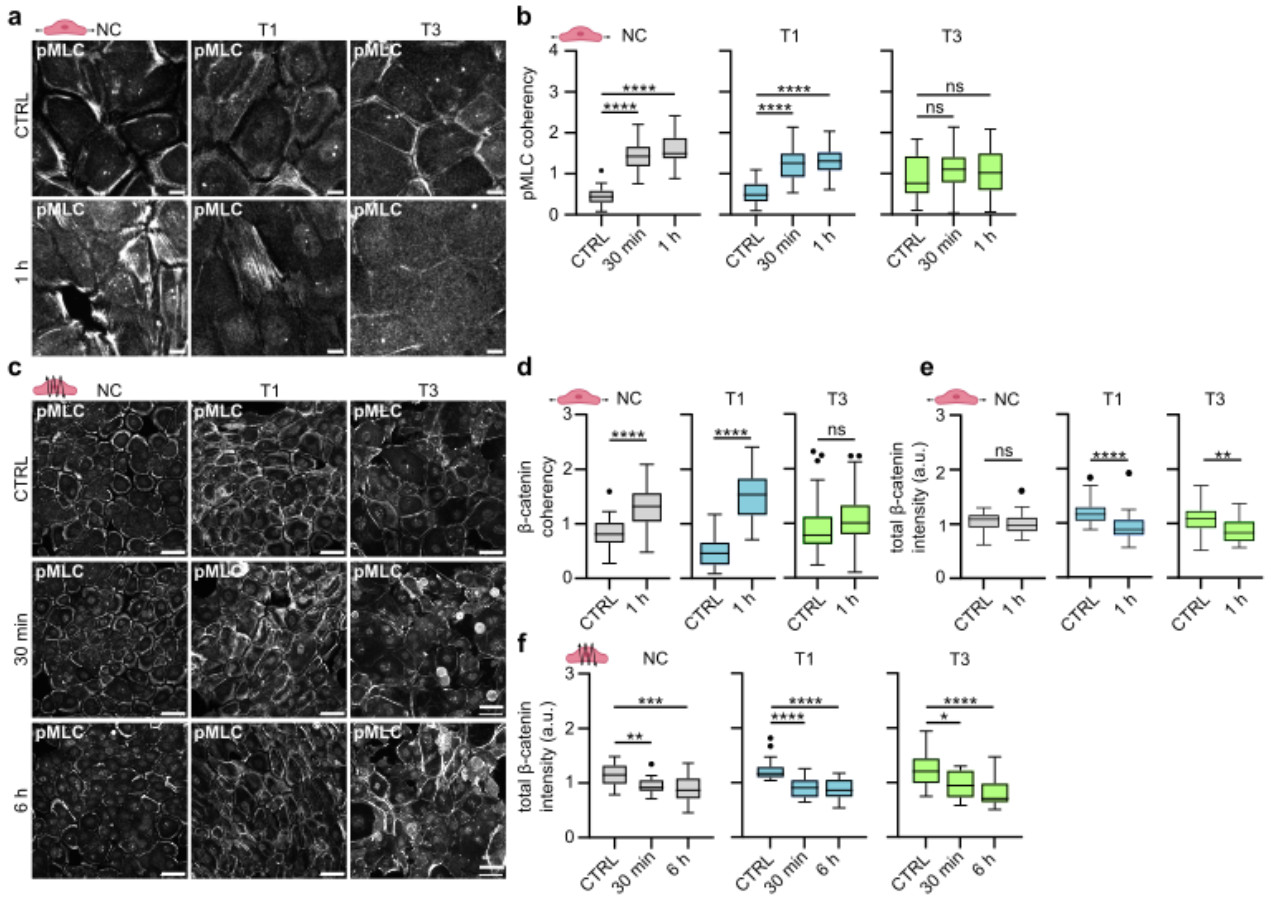 a
NC T1 T3
CTRL
pMLC pMLC pMLC
1 h
pMLC pMLC pMLC
b
NC T1 T3
pMLC coherency
4
3
2
1
0
**** ****
**** ****
ns ns
CTRL 30 min 1 h
CTRL 30 min 1 h
CTRL 30 min 1 h
c
NC T1 T3
CTRL
pMLC pMLC pMLC
30 min
pMLC pMLC pMLC
6 h
pMLC pMLC pMLC
d
NC T1 T3
β-catenin
coherency
3
2
1
0
**** **** ns
CTRL 1 h
CTRL 1 h
CTRL 1 h
e
NC T1 T3
total β-catenin
intensity (a.u.)
3
2
1
0
ns **** **
CTRL 1 h
CTRL 1 h
CTRL 1 h
f
NC T1 T3
total β-catenin
intensity (a.u.)
3
2
1
0
*** **** ****
** **** *
CTRL 30 min 6 h
CTRL 30 min 6 h
CTRL 30 min 6 h